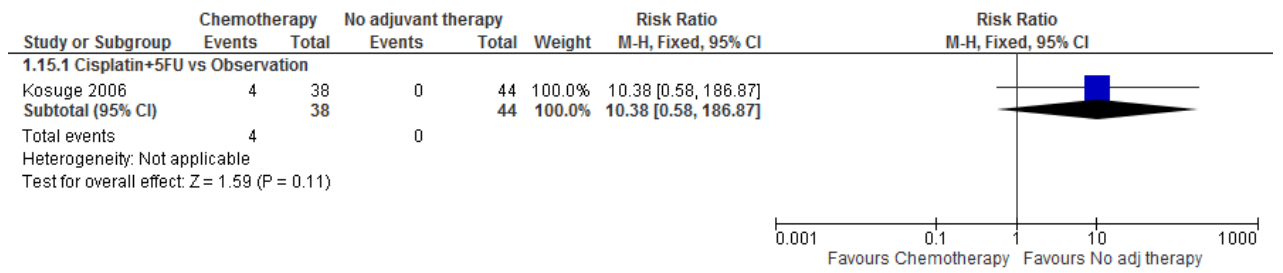 Chemotherapy No adjuvant therapy Risk Ratio Risk Ratio
Study or Subgroup Events Total Events Total Weight M-H, Fixed, 95% CI M-H, Fixed, 95% CI
1.15.1 Cisplatin+5FU vs Observation
Kosuge 2006 4 38 0 44 100.0% 10.38 [0.58, 186.87]
Subtotal (95% CI) 38 44 100.0% 10.38 [0.58, 186.87]
Total events 4 0
Heterogeneity: Not applicable
Test for overall effect: Z = 1.59 (P = 0.11)
0.001 0.1 1 10 1000
Favours Chemotherapy Favours No adj therapy